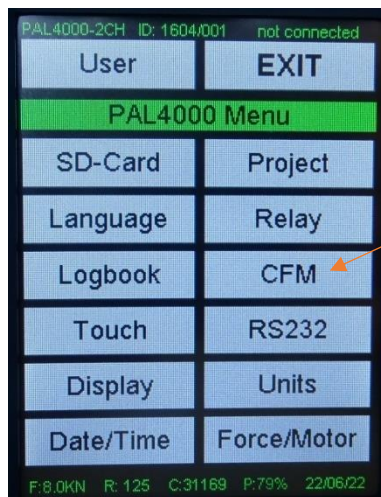 PAL4000-2CH ID: 1604/001 not connected
User EXIT
PAL4000 Menu
SD-Card Project
Language Relay
Logbook CFM
Touch RS232
Display Units
Date/Time Force/Motor
F:8.0KN R: 125 C:31169 P:79% 22/06/22